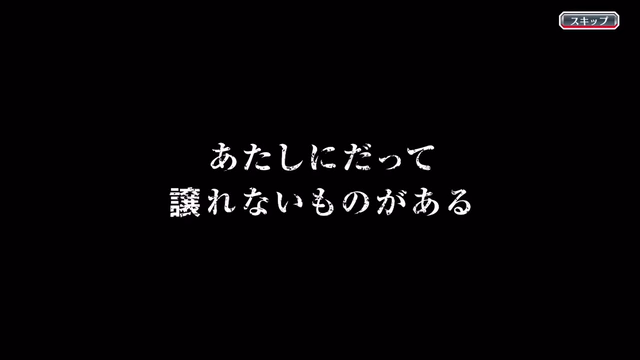 スキップ
あたしにだって
譲れないものがある